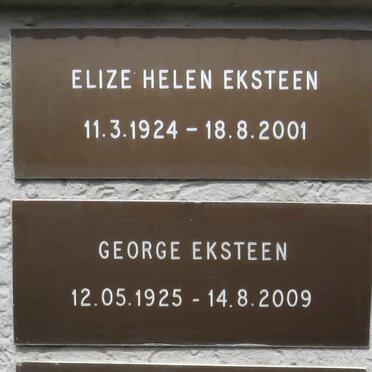 ELIZE HELEN EKSTEEN
11.3.1924 - 18.8.2001
GEORGE EKSTEEN
12.05.1925 - 14.8.2009